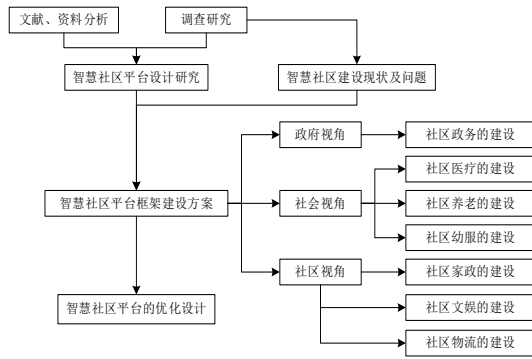 文献、资料分析
调查研究
智慧社区平台设计研究
智慧社区建设现状及问题
政府视角
社区政务的建设
社区医疗的建设
智慧社区平台框架建设方案
社会视角
社区养老的建设
社区幼服的建设
社区视角
社区家政的建设
智慧社区平台的优化设计
社区文娱的建设
社区物流的建设